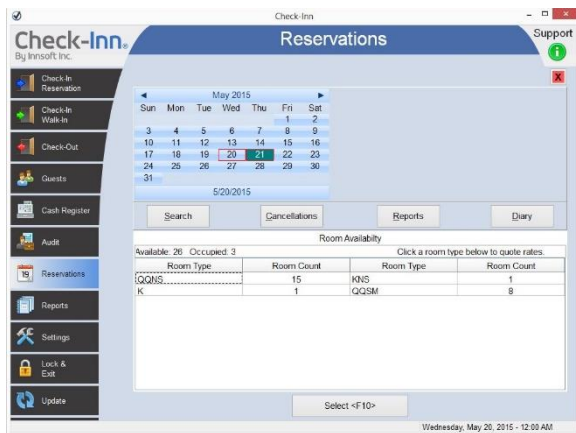 Check-Inn
Check-Inn®
By Innsoft Inc.
Reservations
Support
X
Check-In
Reservation
Check-In
Walk-In
Check-Out
Guests
Cash Register
Audit
19
Reservations
Reports
Settings
Lock &
Exit
Update
May 2015
Sun Mon Tue Wed Thu Fri Sat
1 2
3 4 5 6 7 8 9
10 11 12 13 14 15 16
17 18 19 20 21 22 23
24 25 26 27 28 29 30
31
5/20/2015
Search Cancellations Reports Diary
Room Availabilty
Available: 26 Occupied: 3 Click a room type below to quote rates.
Room Type Room Count Room Type Room Count
QQNS 15 KNS 1
K 1 QQSM 8
Select <F10>
Wednesday, May 20, 2015 - 12:00 AM